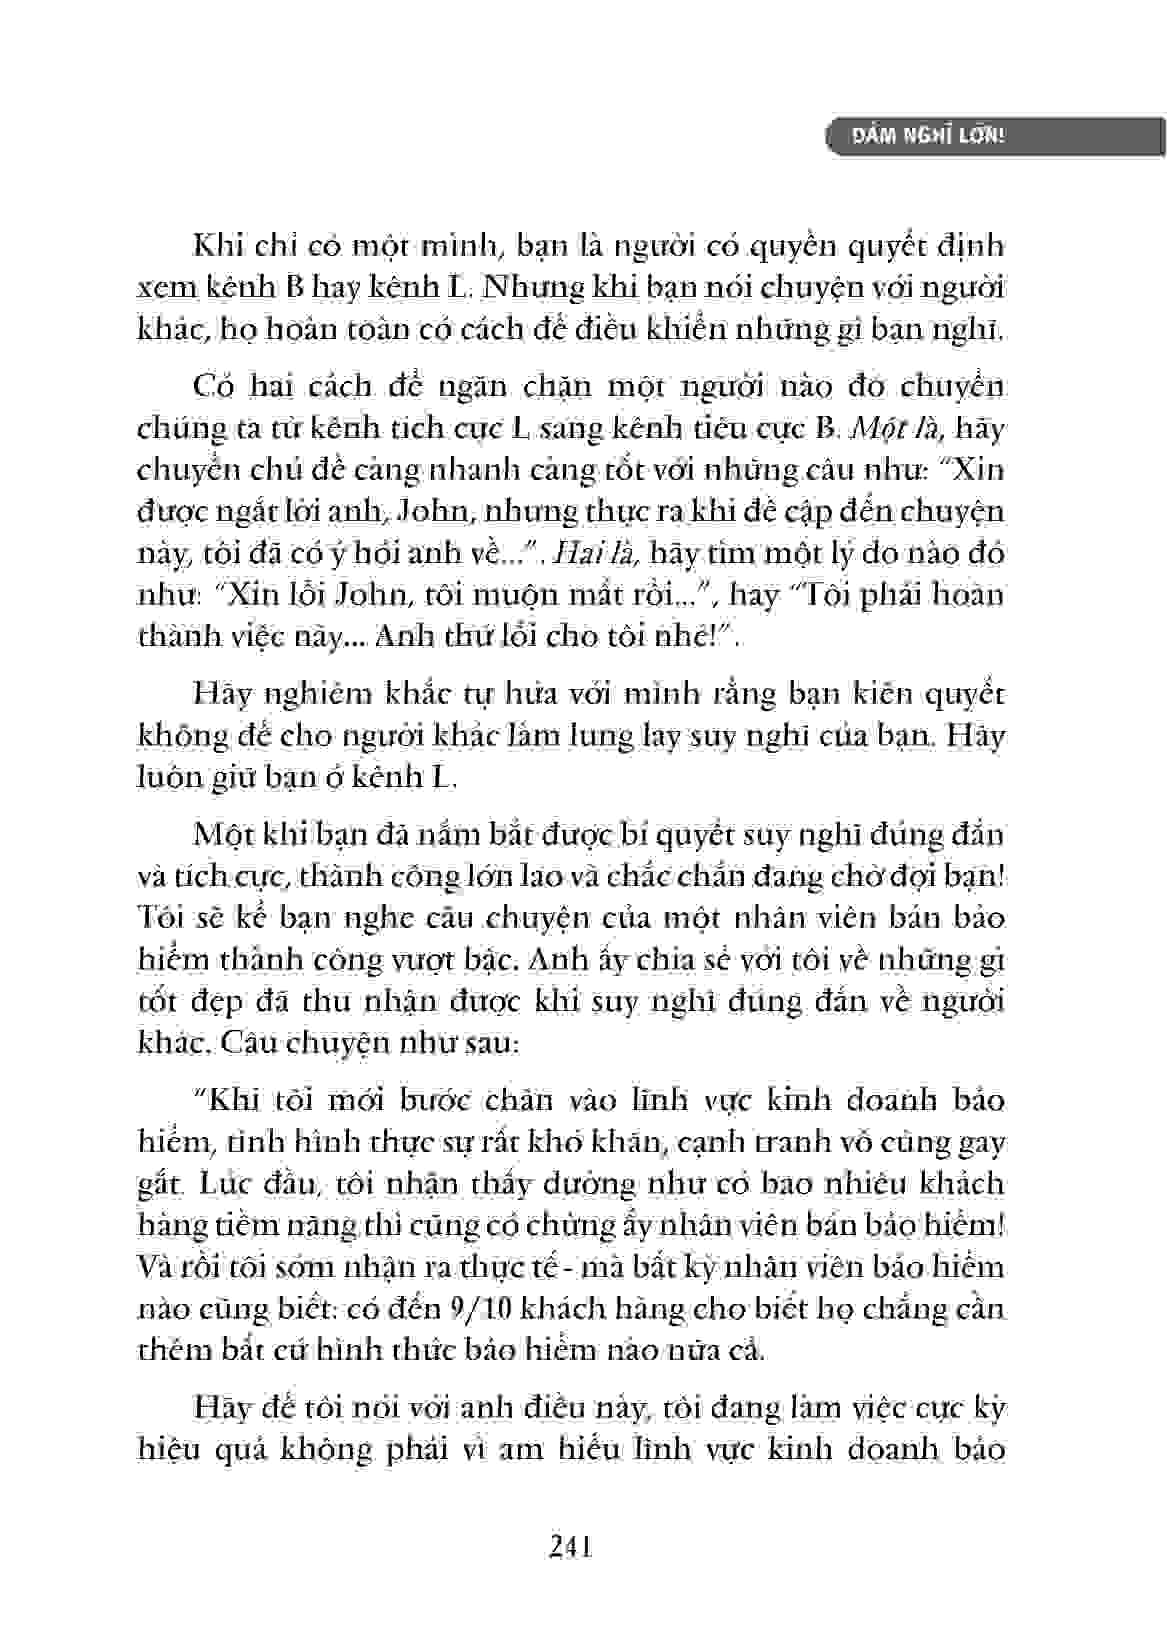 DÁM NGHĨ LỚN!
Khi chỉ có một mình, bạn là người có quyền quyết định
xem kênh B hay kênh L. Nhưng khi bạn nói chuyện với người
khác, họ hoàn toàn có cách để điều khiển những gì bạn nghĩ.
Có hai cách để ngăn chặn một người nào đó chuyển
chúng ta từ kênh tích cực L sang kênh tiêu cực B. Một là, hãy
chuyển chủ đề càng nhanh càng tốt với những câu như: “Xin
được ngắt lời anh, John, nhưng thực ra khi đề cập đến chuyện
này, tôi đã có ý hỏi anh về...”. Hai là, hãy tìm một lý do nào đó
như: “Xin lỗi John, tôi muộn mất rồi...”, hay “Tôi phải hoàn
thành việc này... Anh thứ lỗi cho tôi nhé!”.
Hãy nghiêm khắc tự hứa với mình rằng bạn kiên quyết
không để cho người khác làm lung lay suy nghĩ của bạn. Hãy
luôn giữ bạn ở kênh L.
Một khi bạn đã nắm bắt được bí quyết suy nghĩ đúng đắn
và tích cực, thành công lớn lao và chắc chắn đang chờ đợi bạn!
Tôi sẽ kể bạn nghe câu chuyện của một nhân viên bán bảo
hiểm thành công vượt bậc. Anh ấy chia sẻ với tôi về những gì
tốt đẹp đã thu nhận được khi suy nghĩ đúng đắn về người
khác. Câu chuyện như sau:
“Khi tôi mới bước chân vào lĩnh vực kinh doanh bảo
hiểm, tình hình thực sự rất khó khăn, cạnh tranh vô cùng gay
gắt. Lúc đầu, tôi nhận thấy dường như có bao nhiêu khách
hàng tiềm năng thì cũng có chừng ấy nhân viên bán bảo hiểm!
Và rồi tôi sớm nhận ra thực tế - mà bất kỳ nhân viên bảo hiểm
nào cũng biết: có đến 9/10 khách hàng cho biết họ chẳng cần
thêm bất cứ hình thức bảo hiểm nào nữa cả.
Hãy để tôi nói với anh điều này, tôi đang làm việc cực kỳ
hiệu quả không phải vì am hiểu lĩnh vực kinh doanh bảo
241